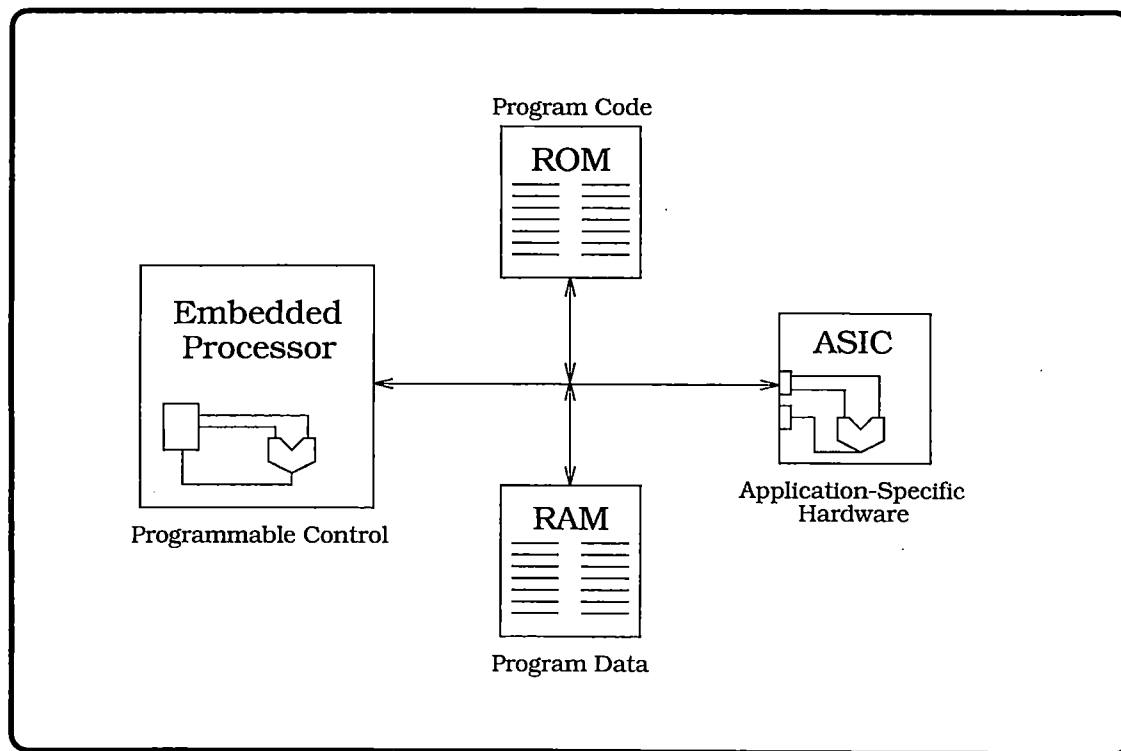 Program Code
ROM
Embedded
Processor
Programmable Control
ASIC
Application-Specific
Hardware
RAM
Program Data